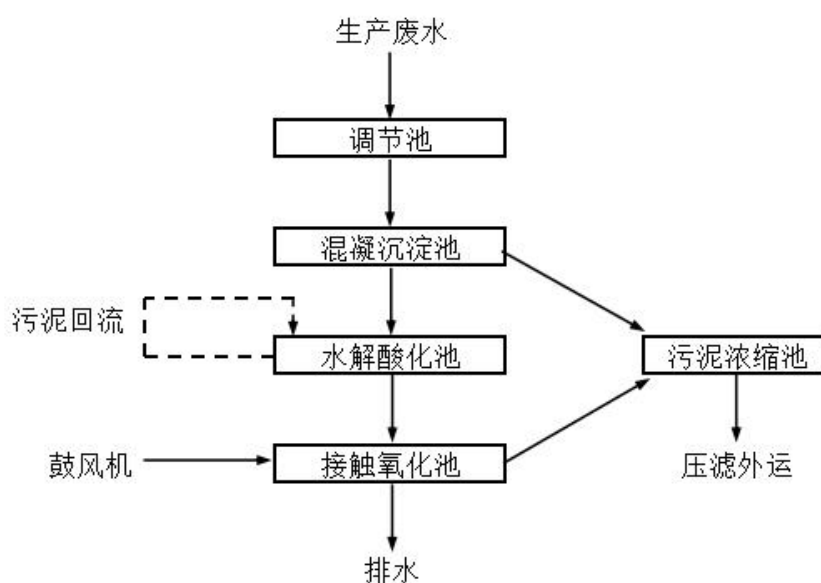 生产废水
调节池
混凝沉淀池
污泥回流
水解酸化池
污泥浓缩池
鼓风机
接触氧化池
压滤外运
排水